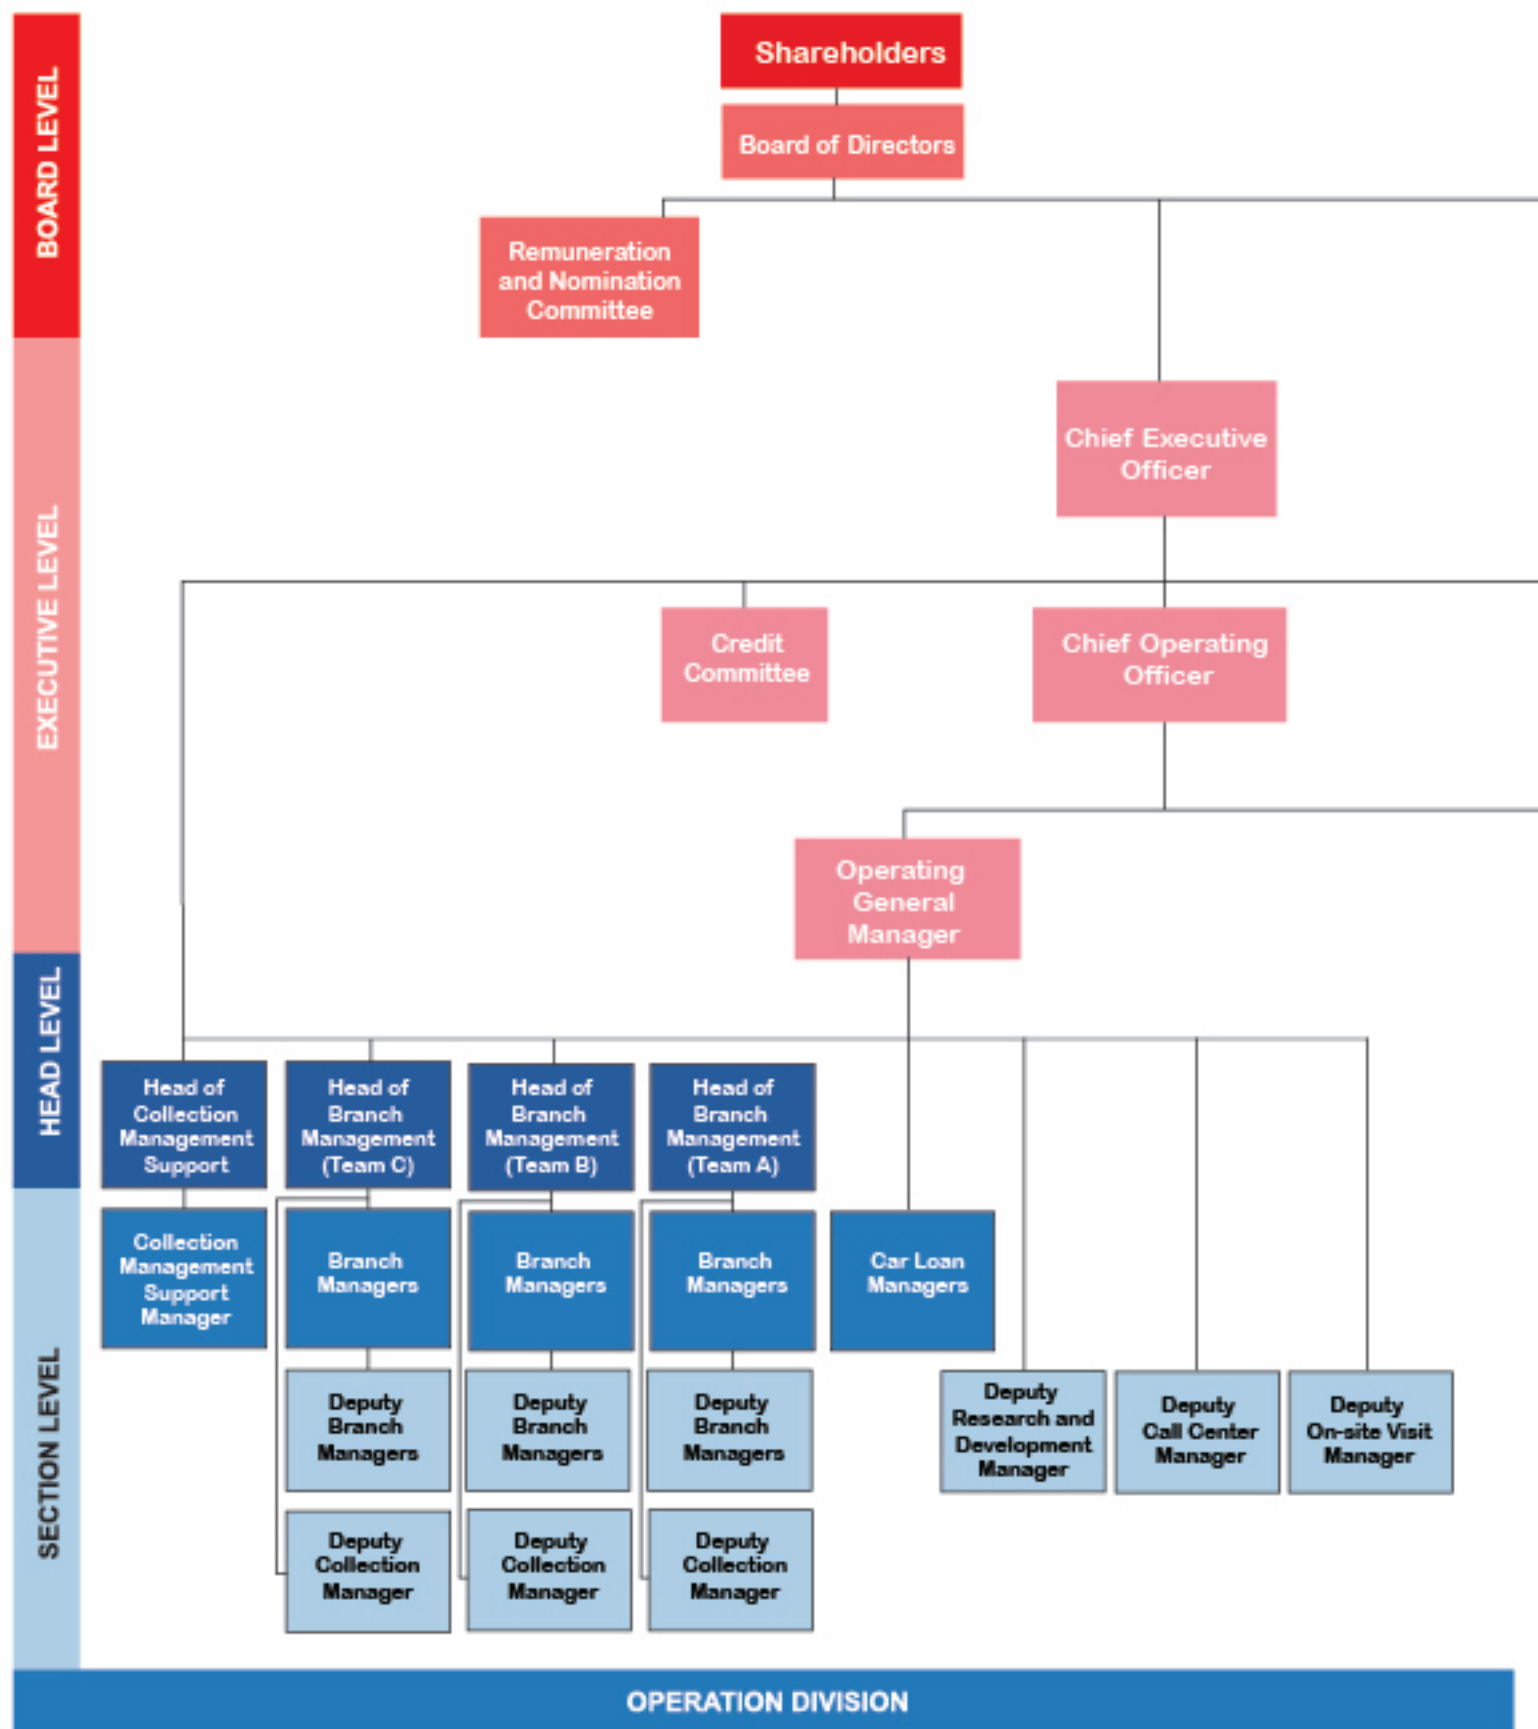 BOARD LEVEL
Shareholders
Board of Directors
Remuneration
and Nomination
Committee
EXECUTIVE LEVEL
Chief Executive
Officer
Credit
Committee
Chief Operating
Officer
Operating
General
Manager
HEAD LEVEL
Head of
Collection
Management
Support
Head of
Branch
Management
(Team C)
Head of
Branch
Management
(Team B)
Head of
Branch
Management
(Team A)
SECTION LEVEL
Collection
Management
Support
Manager
Branch
Managers
Branch
Managers
Branch
Managers
Car Loan
Managers
Deputy
Branch
Managers
Deputy
Branch
Managers
Deputy
Branch
Managers
Deputy
Research and
Development
Manager
Deputy
Call Center
Manager
Deputy
On-site Visit
Manager
Deputy
Collection
Manager
Deputy
Collection
Manager
Deputy
Collection
Manager
OPERATION DIVISION